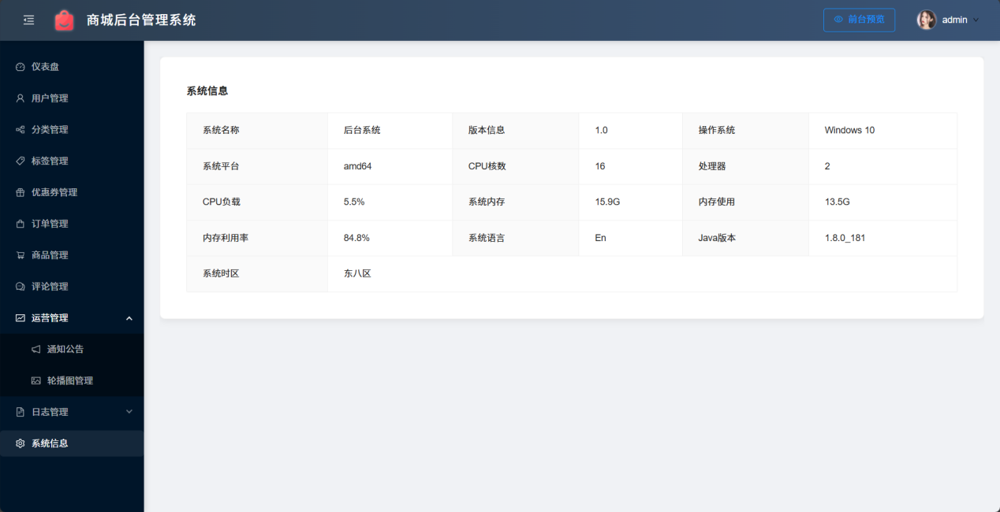 商城后台管理系统
前台预览
admin
仪表盘
用户管理
分类管理
标签管理
优惠券管理
订单管理
商品管理
评论管理
运营管理
通知公告
轮播图管理
日志管理
系统信息
系统信息
系统名称 后台系统 版本信息 1.0 操作系统 Windows 10
系统平台 amd64 CPU核数 16 处理器 2
CPU负载 5.5% 系统内存 15.9G 内存使用 13.5G
内存利用率 84.8% 系统语言 En Java版本 1.8.0_181
系统时区 东八区